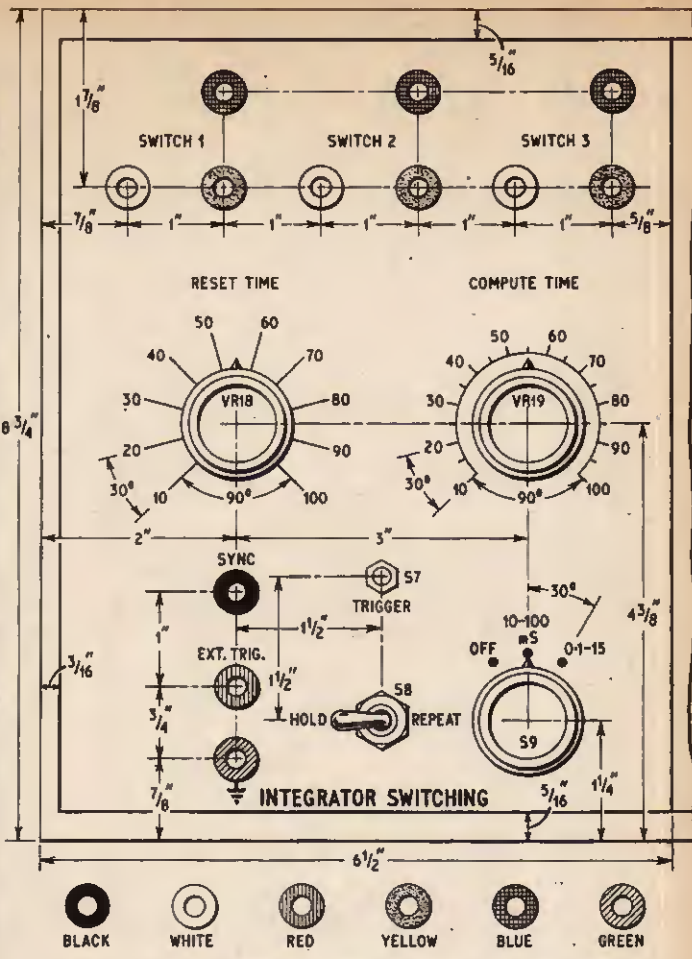 5/16"
1 7/8"
SWITCH 1 SWITCH 2 SWITCH 3
7/8" 1" 1" 1" 1" 1" 5/8"
RESET TIME COMPUTE TIME
10 20 30 40 50 60 70 80 90 100
VR18
30° 90°
10 20 30 40 50 60 70 80 90 100
VR19
30° 90°
8 3/4"
2" 3"
SYNC S7
TRIGGER
30°
4 3/8"
1" 1 1/2"
10-100
mS
OFF 0·1-15
3/16" EXT. TRIG. 1 1/2"
S8
HOLD REPEAT
3/4"
S9
7/8" 5/16" 1 1/4"
INTEGRATOR SWITCHING
6 1/2"
BLACK WHITE RED YELLOW BLUE GREEN